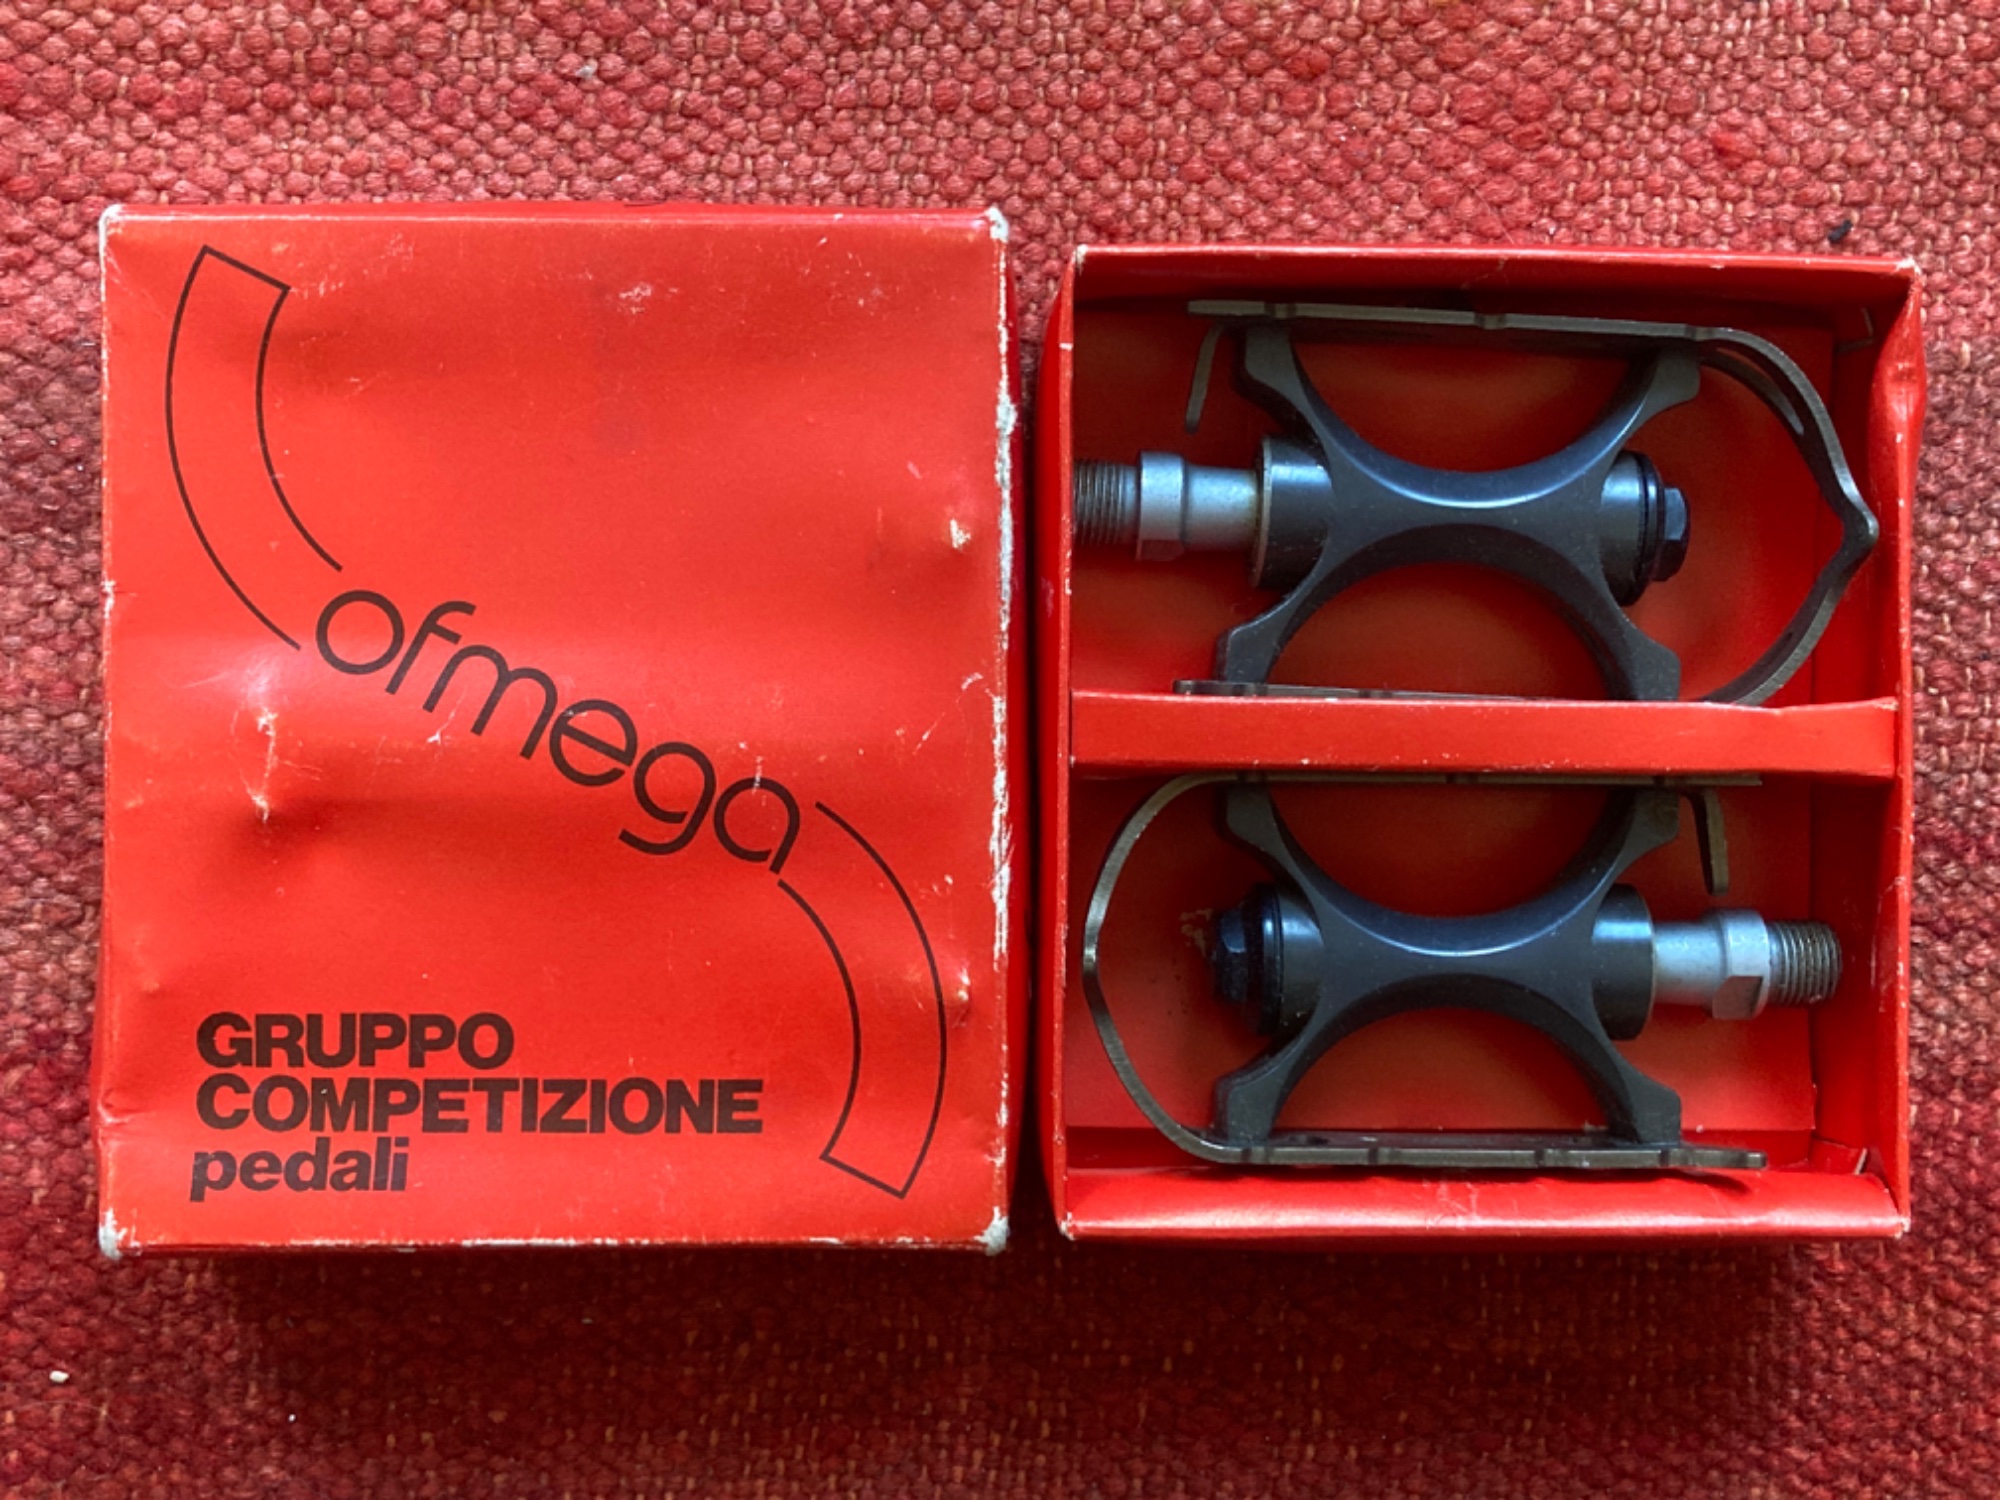 ofmega
GRUPPO
COMPETIZIONE
pedali